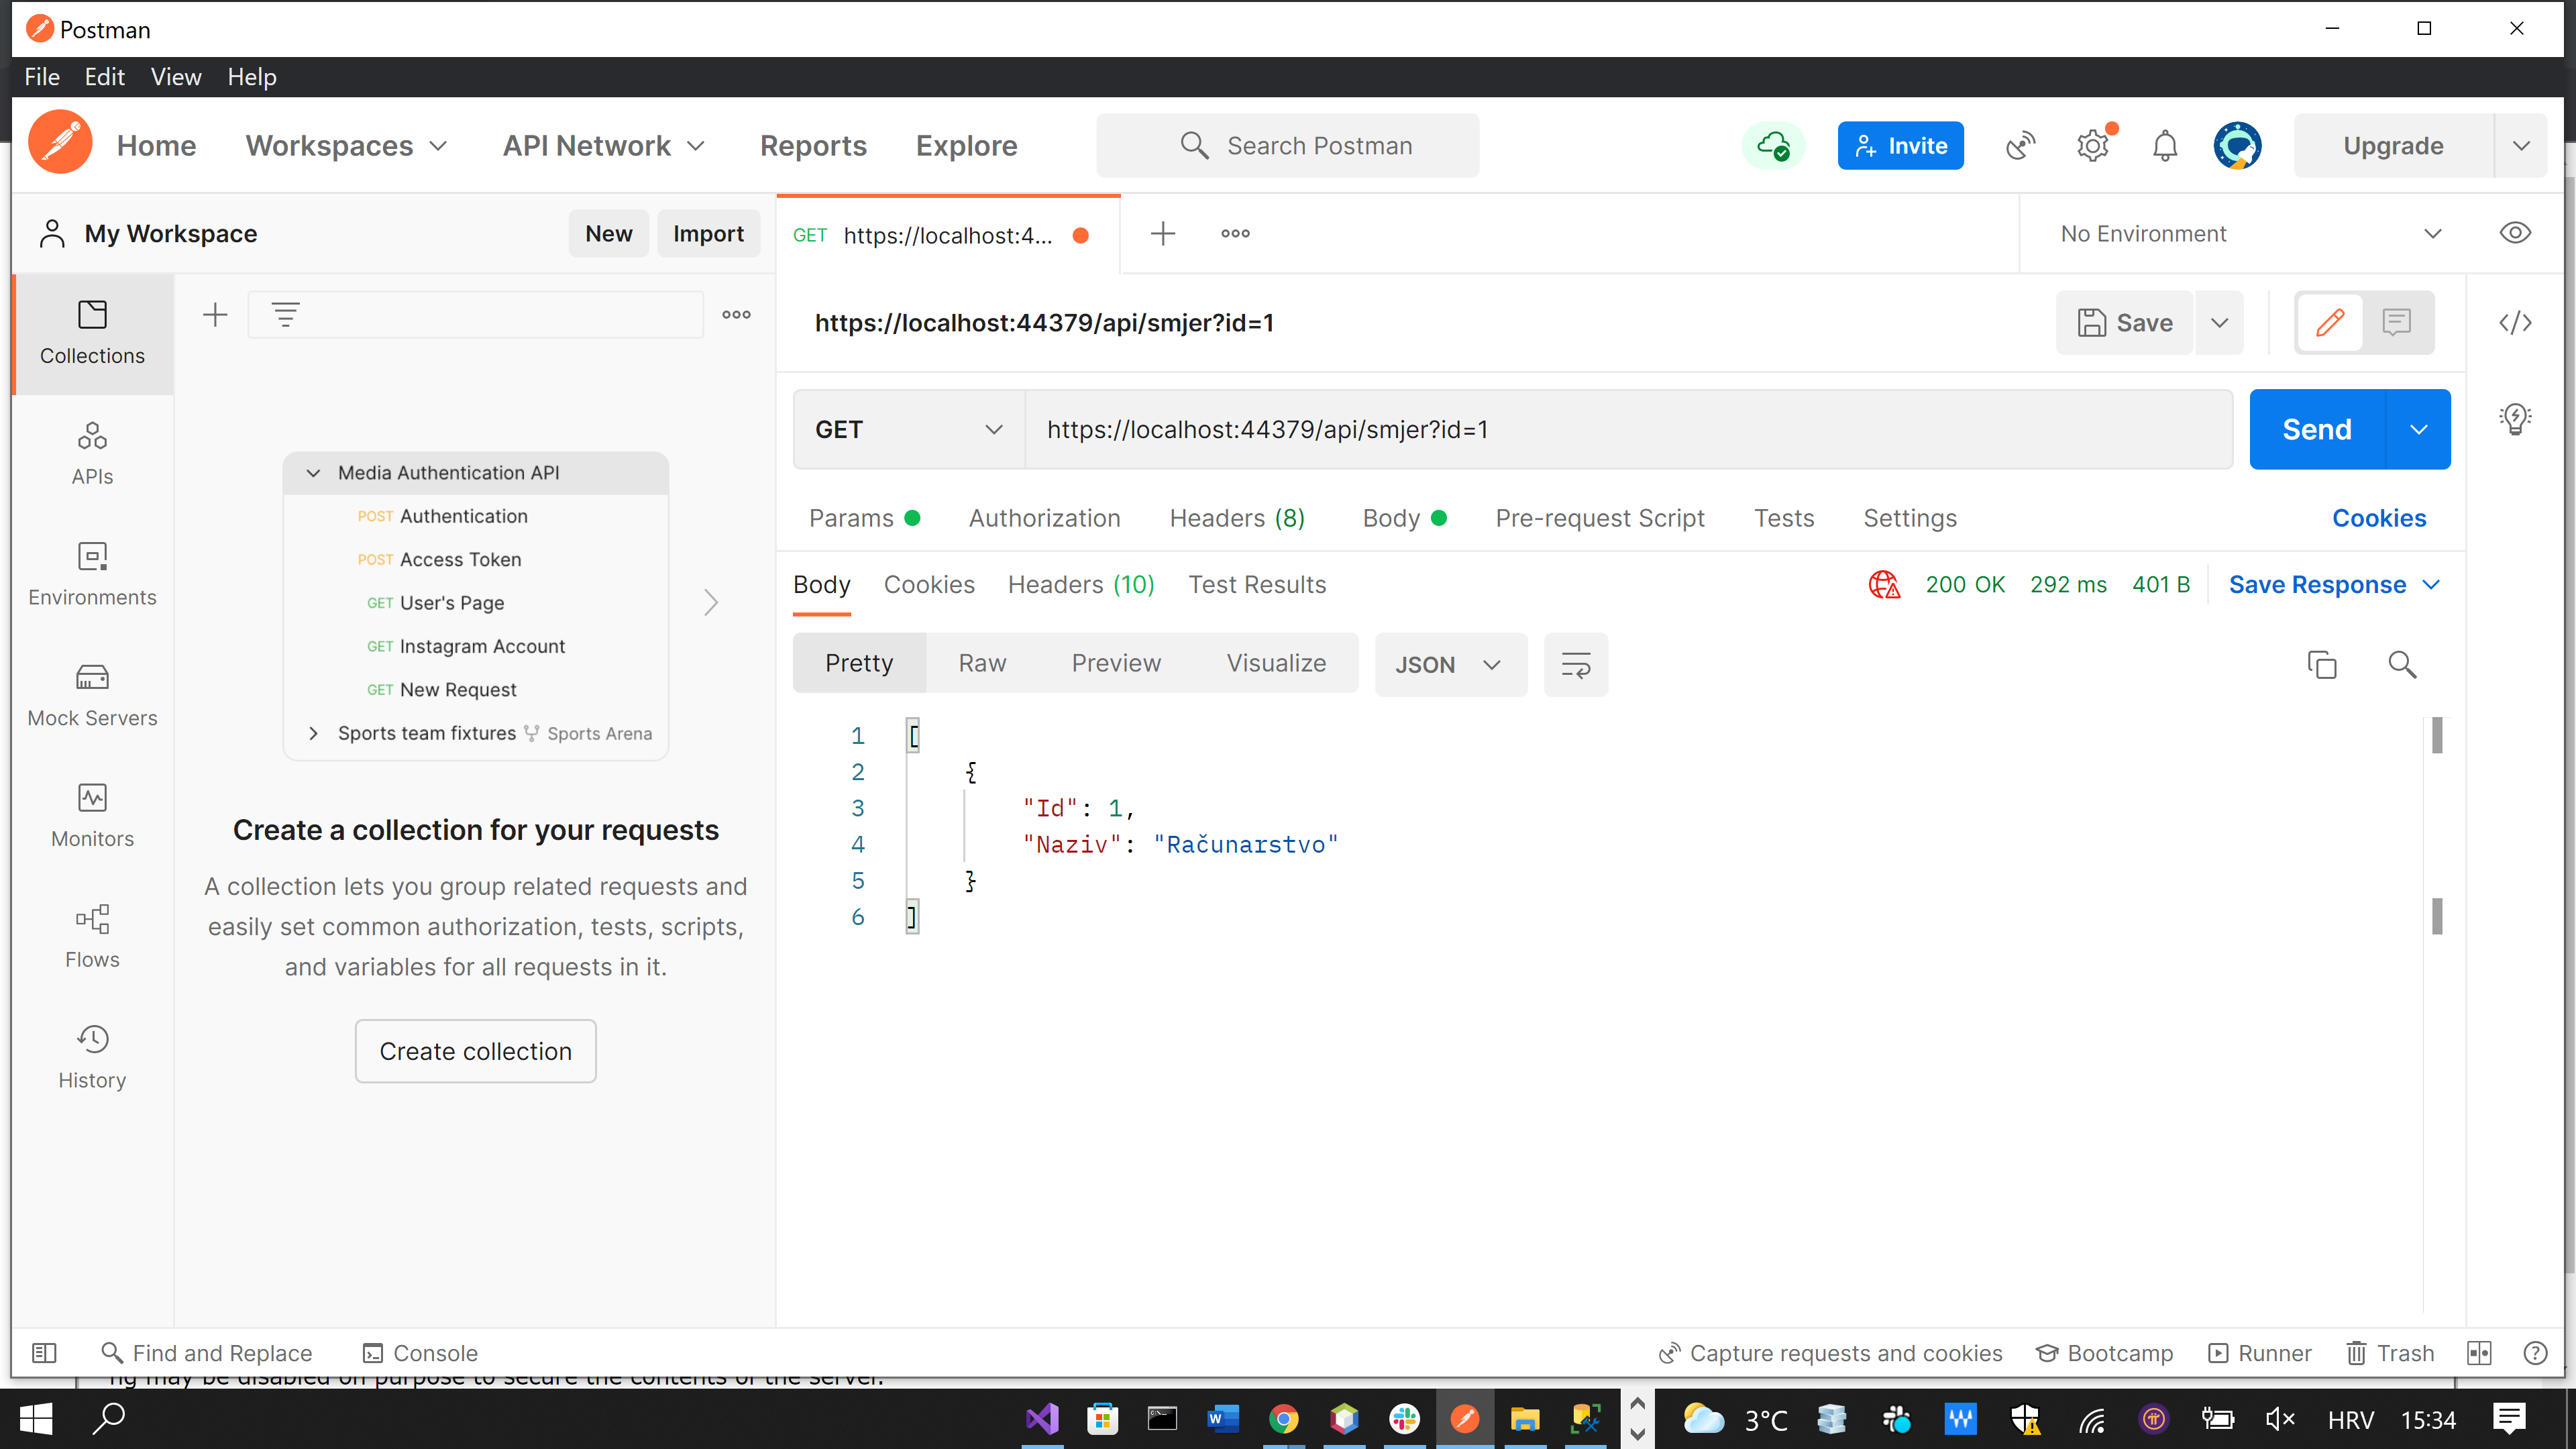 Postman
File Edit View Help
Home Workspaces API Network Reports Explore Search Postman Invite Upgrade
My Workspace New Import GET https://localhost:4... No Environment
Collections
APIs
Environments
Mock Servers
Monitors
Flows
History
Media Authentication API
POST Authentication
POST Access Token
GET User's Page
GET Instagram Account
GET New Request
Sports team fixtures Sports Arena
Create a collection for your requests
A collection lets you group related requests and
easily set common authorization, tests, scripts,
and variables for all requests in it.
Create collection
https://localhost:44379/api/smjer?id=1 Save
GET https://localhost:44379/api/smjer?id=1 Send
Params Authorization Headers (8) Body Pre-request Script Tests Settings Cookies
Body Cookies Headers (10) Test Results 200 OK 292 ms 401 B Save Response
Pretty Raw Preview Visualize JSON
1 [
2 {
3 "Id": 1,
4 "Naziv": "Računarstvo"
5 }
6 ]
Find and Replace Console Capture requests and cookies Bootcamp Runner Trash
ng may be disabled on purpose to secure the contents of the server.
3°C HRV 15:34